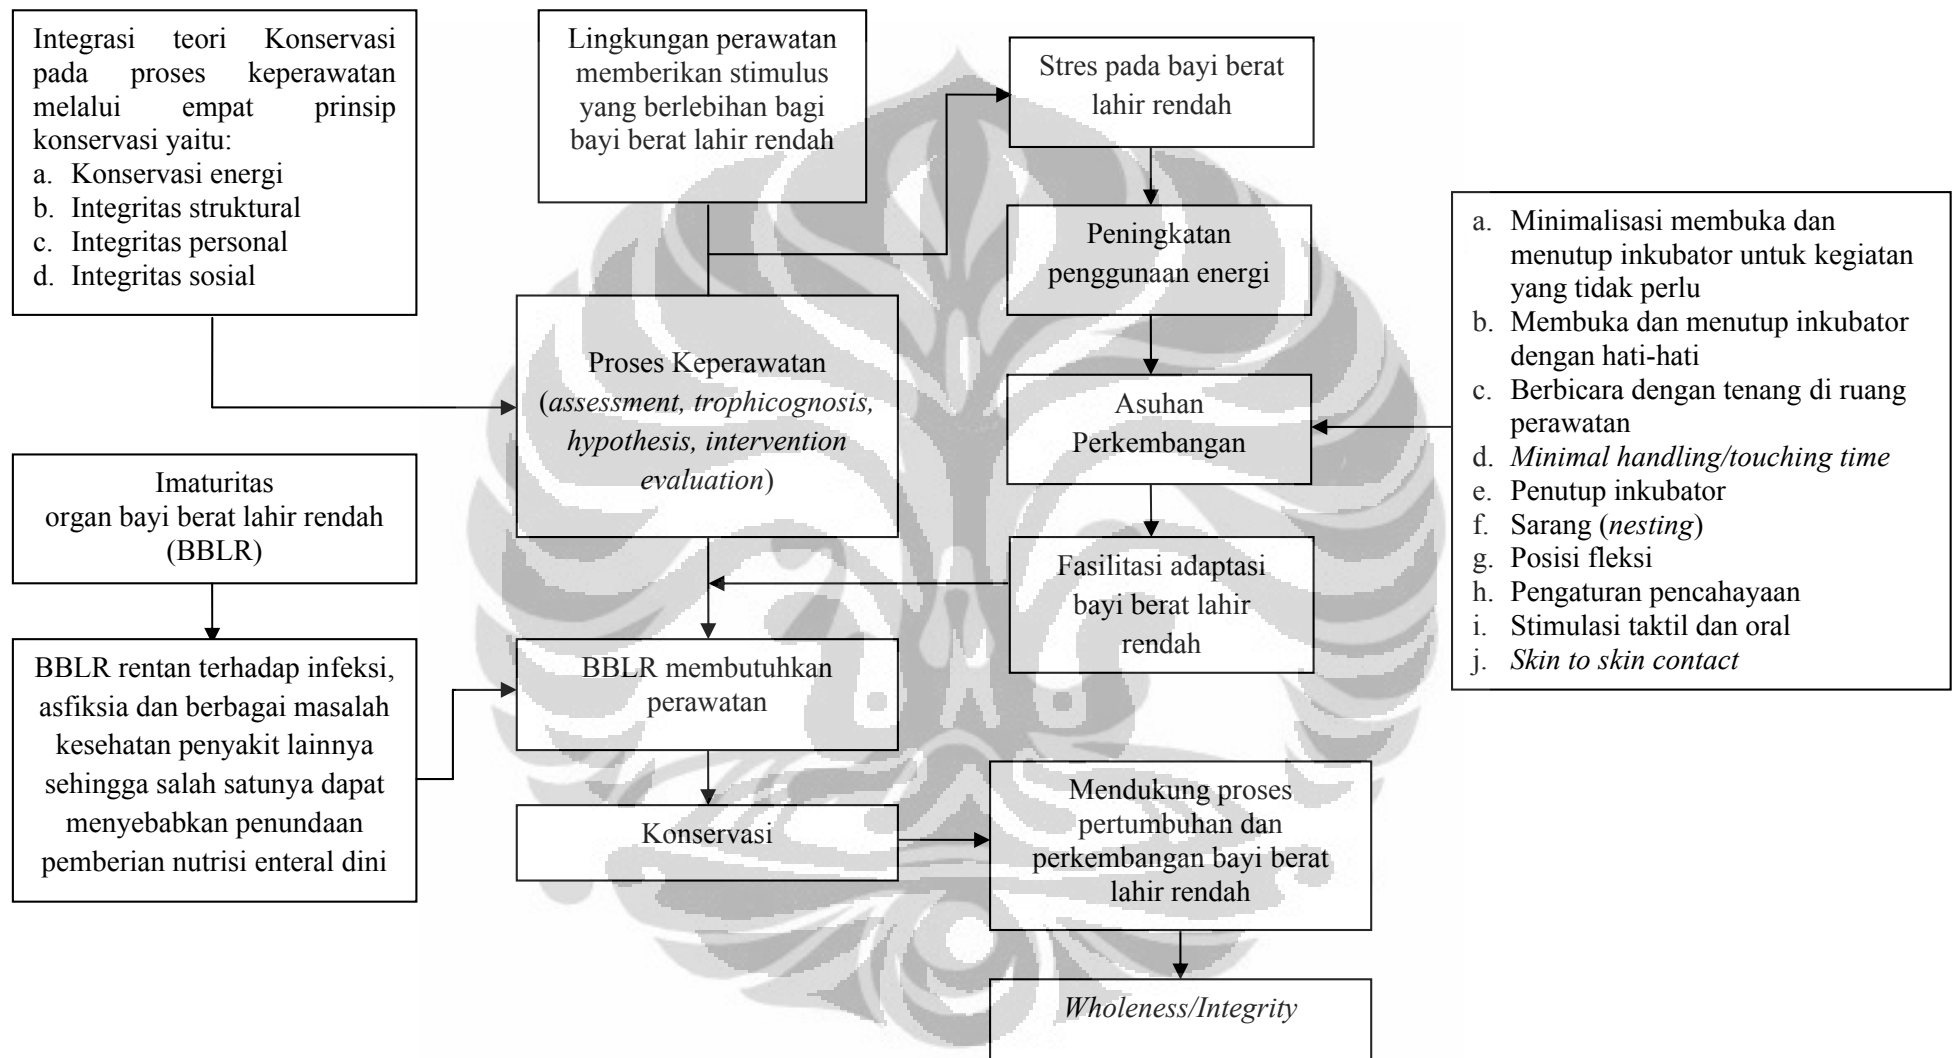 Integrasi teori Konservasi
pada proses keperawatan
melalui empat prinsip
konservasi yaitu:
a. Konservasi energi
b. Integritas struktural
c. Integritas personal
d. Integritas sosial
Lingkungan perawatan
memberikan stimulus
yang berlebihan bagi
bayi berat lahir rendah
Stres pada bayi berat
lahir rendah
Peningkatan
penggunaan energi
a. Minimalisasi membuka dan
menutup inkubator untuk kegiatan
yang tidak perlu
b. Membuka dan menutup inkubator
dengan hati-hati
c. Berbicara dengan tenang di ruang
perawatan
d. Minimal handling/touching time
e. Penutup inkubator
f. Sarang (nesting)
g. Posisi fleksi
h. Pengaturan pencahayaan
i. Stimulasi taktil dan oral
j. Skin to skin contact
Proses Keperawatan
(assessment, trophicognosis,
hypothesis, intervention
evaluation)
Asuhan
Perkembangan
Imaturitas
organ bayi berat lahir rendah
(BBLR)
Fasilitasi adaptasi
bayi berat lahir
rendah
BBLR rentan terhadap infeksi,
asfiksia dan berbagai masalah
kesehatan penyakit lainnya
sehingga salah satunya dapat
menyebabkan penundaan
pemberian nutrisi enteral dini
BBLR membutuhkan
perawatan
Konservasi
Mendukung proses
pertumbuhan dan
perkembangan bayi berat
lahir rendah
Wholeness/Integrity